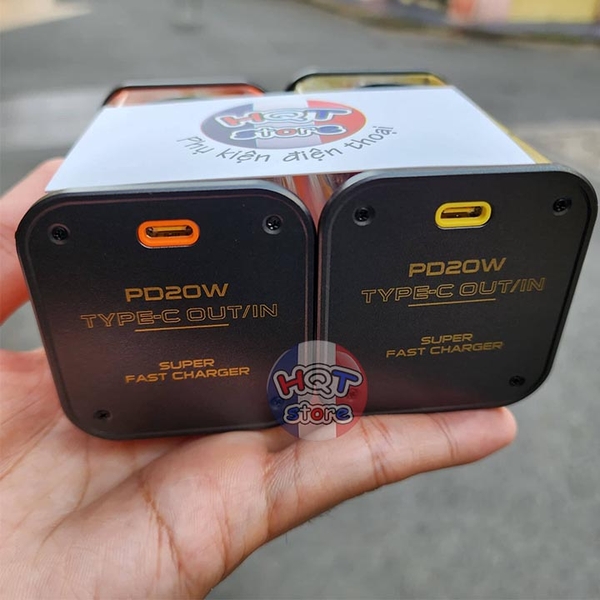 HQT
store
Phụ kiện điện thoại
PD20W
TYPE-C OUT/IN
SUPER
FAST CHARGER
PD20W
TYPE-C OUT/IN
SUPER
FAST CHARGER
HQT
store